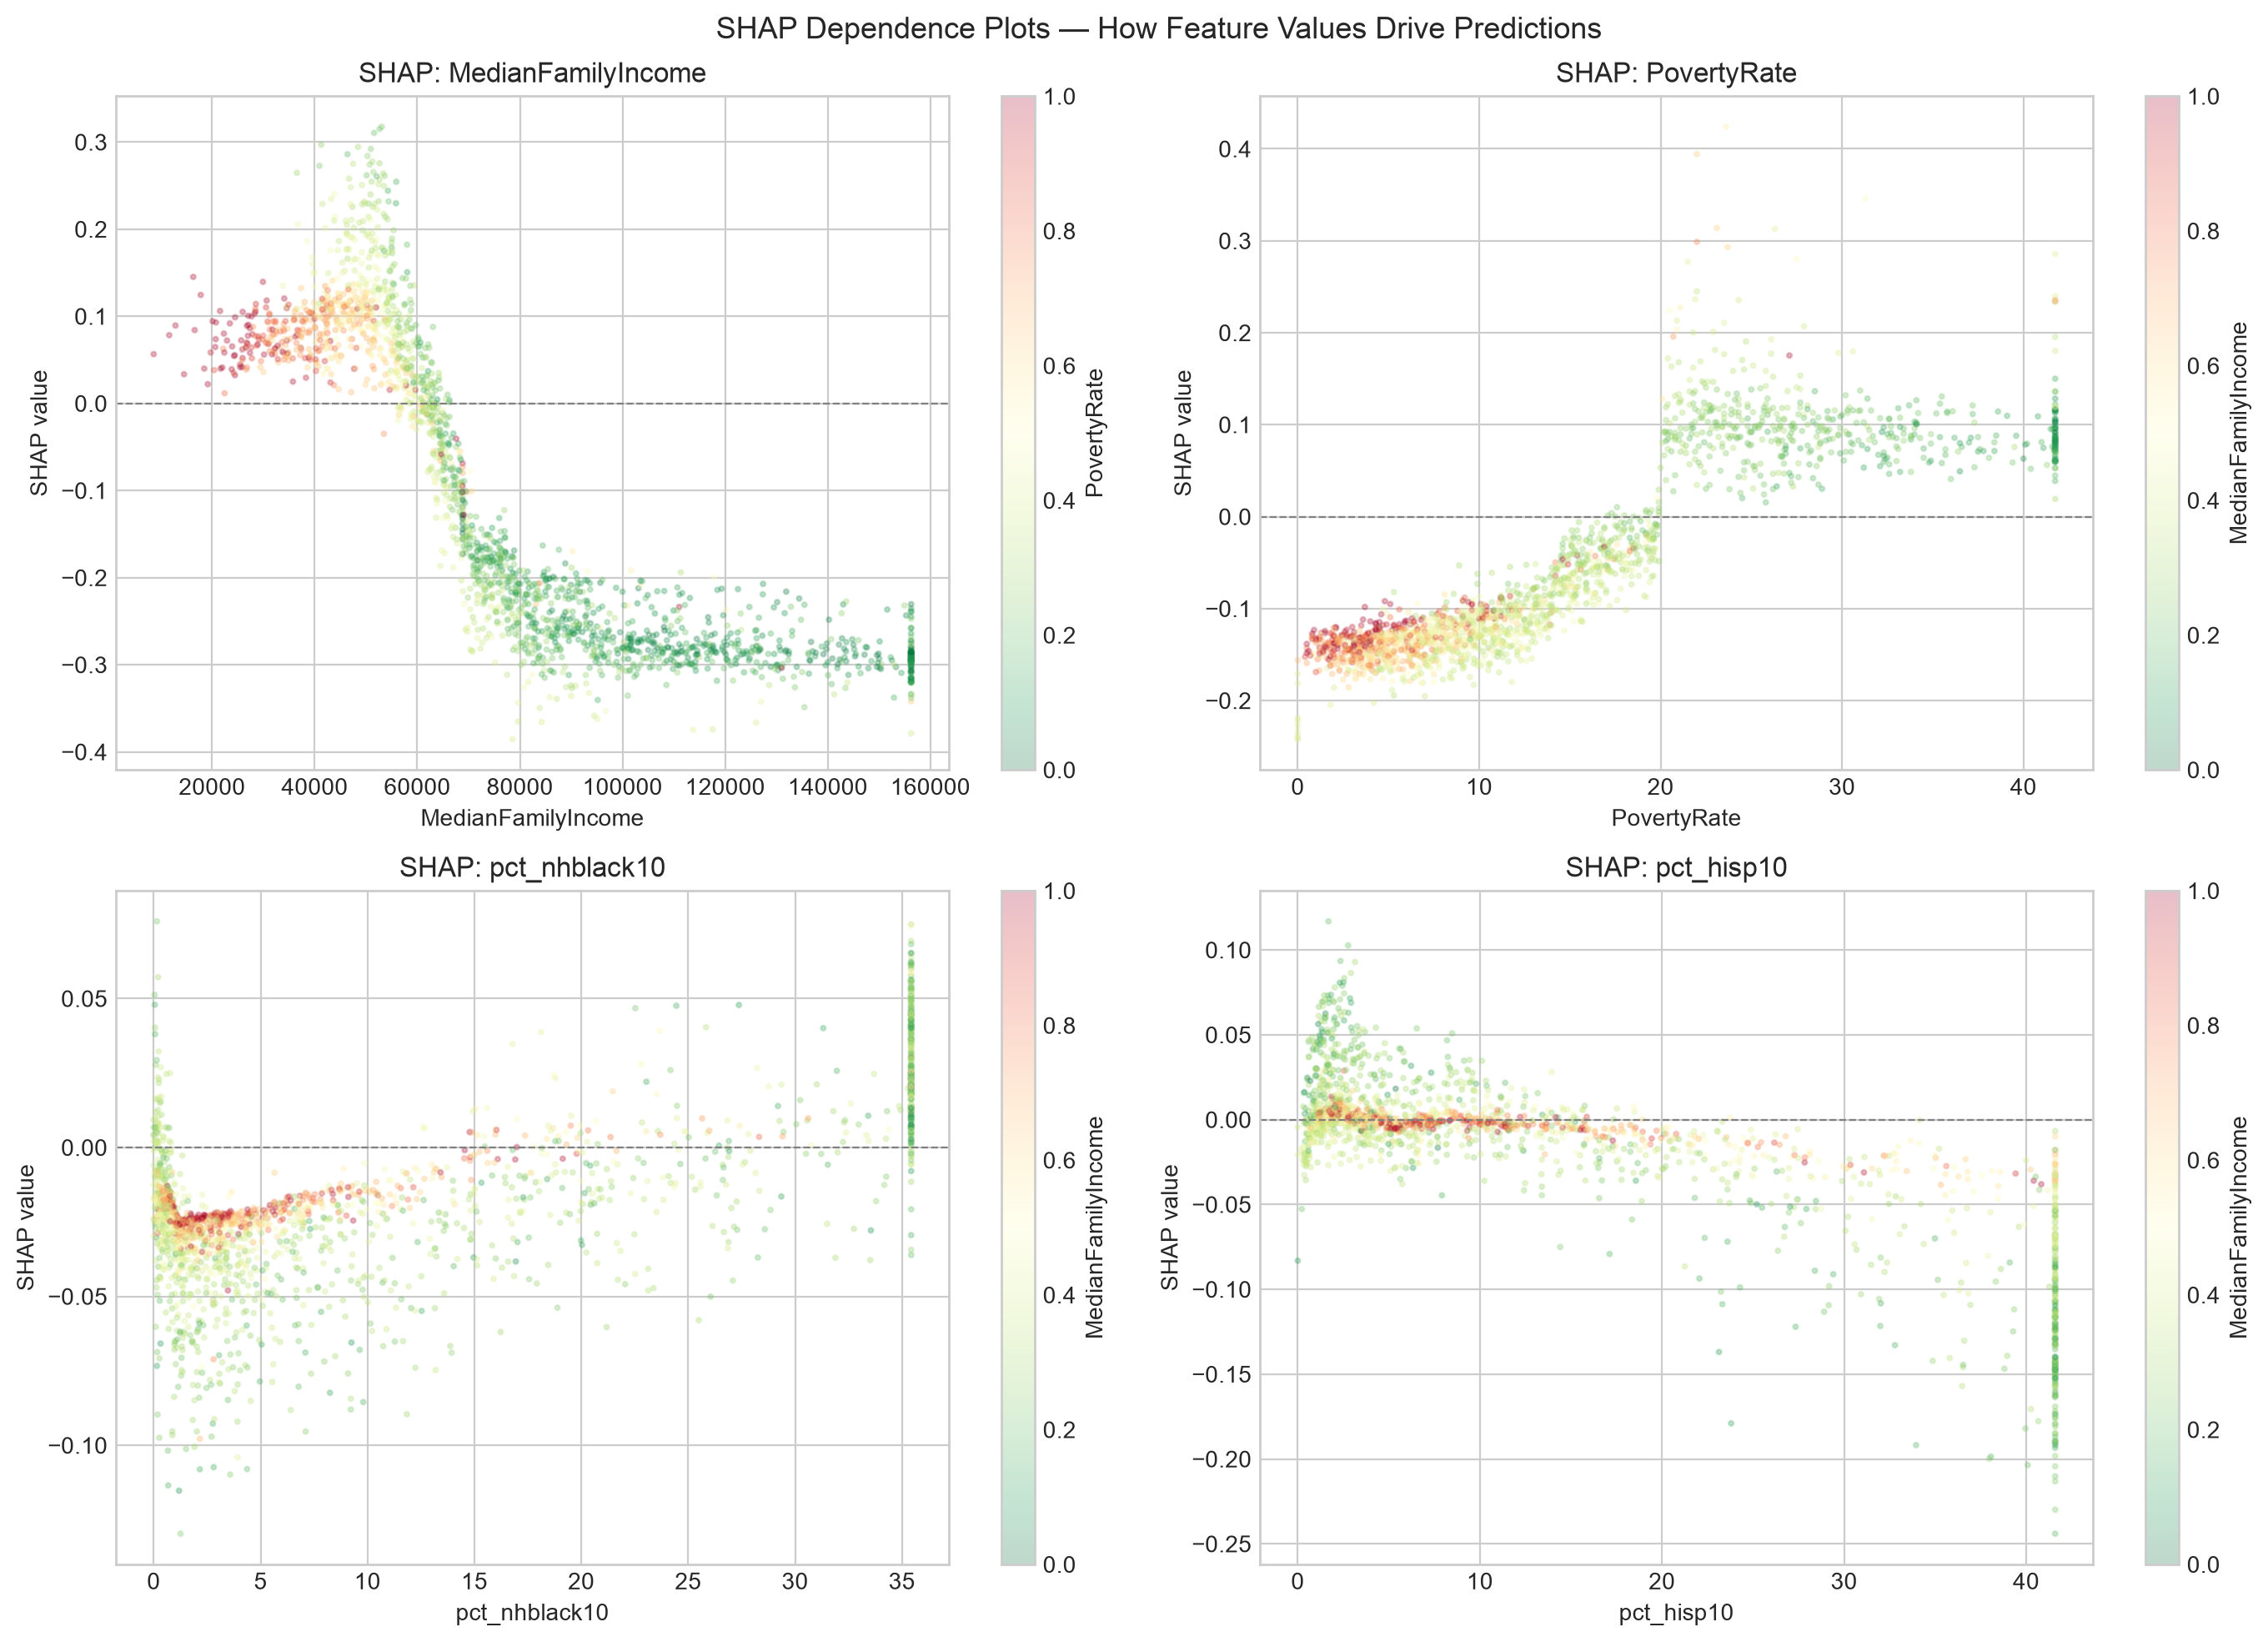 SHAP Dependence Plots — How Feature Values Drive Predictions
SHAP: MedianFamilyIncome
SHAP value
0.3
0.2
0.1
0.0
−0.1
−0.2
−0.3
−0.4
20000 40000 60000 80000 100000 120000 140000 160000
MedianFamilyIncome
1.0
0.8
0.6
0.4
0.2
0.0
PovertyRate
SHAP: PovertyRate
SHAP value
0.4
0.3
0.2
0.1
0.0
−0.1
−0.2
0 10 20 30 40
PovertyRate
1.0
0.8
0.6
0.4
0.2
0.0
MedianFamilyIncome
SHAP: pct_nhblack10
SHAP value
0.05
0.00
−0.05
−0.10
0 5 10 15 20 25 30 35
pct_nhblack10
1.0
0.8
0.6
0.4
0.2
0.0
MedianFamilyIncome
SHAP: pct_hisp10
SHAP value
0.10
0.05
0.00
−0.05
−0.10
−0.15
−0.20
−0.25
0 10 20 30 40
pct_hisp10
1.0
0.8
0.6
0.4
0.2
0.0
MedianFamilyIncome